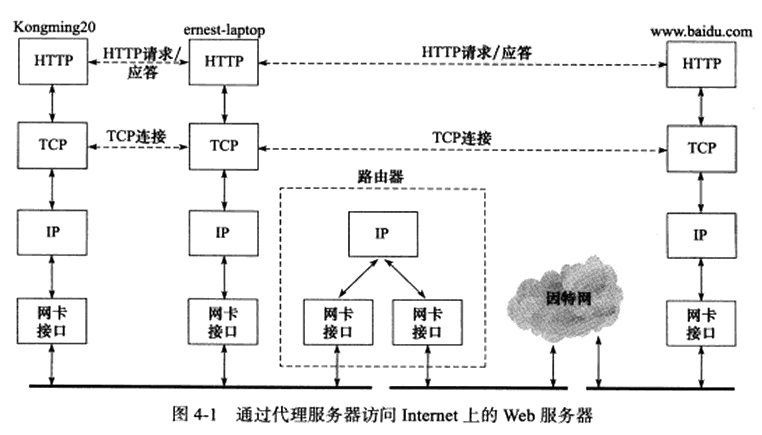 Kongming20 ernest-laptop www.baidu.com
HTTP HTTP请求/ HTTP HTTP请求/应答 HTTP
应答
TCP TCP连接 TCP TCP连接 TCP
路由器
IP IP IP IP
因特网
网卡 网卡 网卡 网卡 网卡
接口 接口 接口 接口 接口
图 4-1 通过代理服务器访问 Internet 上的 Web 服务器